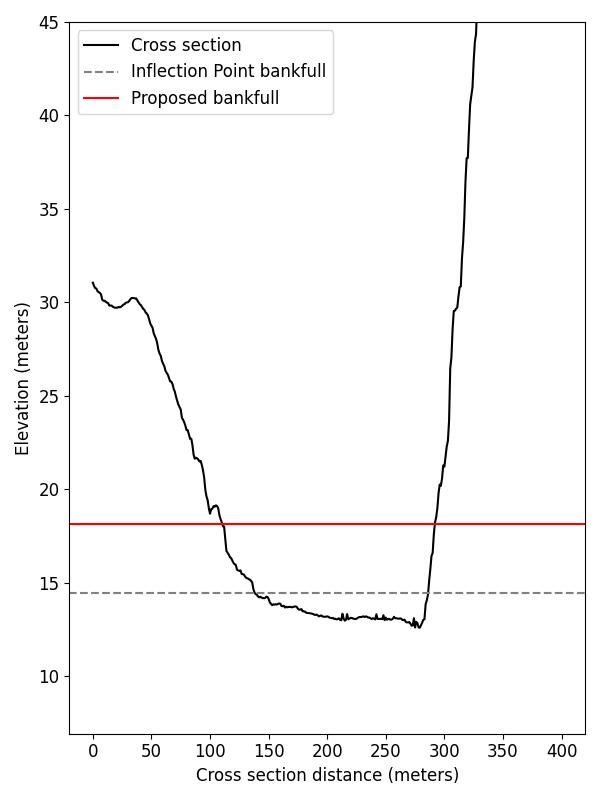 Cross section
Inflection Point bankfull
Proposed bankfull
45
40
35
30
25
20
15
10
Elevation (meters)
0 50 100 150 200 250 300 350 400
Cross section distance (meters)